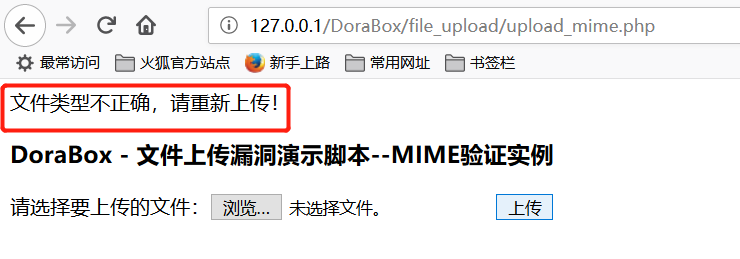 127.0.0.1/DoraBox/file_upload/upload_mime.php
最常访问 火狐官方站点 新手上路 常用网址 书签栏
文件类型不正确，请重新上传！
DoraBox - 文件上传漏洞演示脚本--MIME验证实例
请选择要上传的文件： 浏览... 未选择文件。 上传